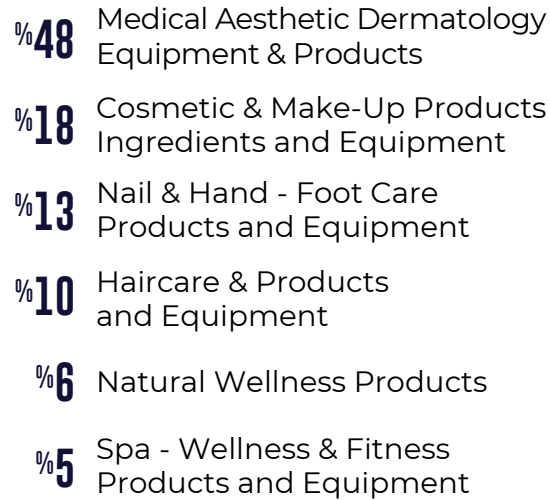 %48 Medical Aesthetic Dermatology
Equipment & Products
%18 Cosmetic & Make-Up Products
Ingredients and Equipment
%13 Nail & Hand - Foot Care
Products and Equipment
%10 Haircare & Products
and Equipment
%6 Natural Wellness Products
%5 Spa - Wellness & Fitness
Products and Equipment